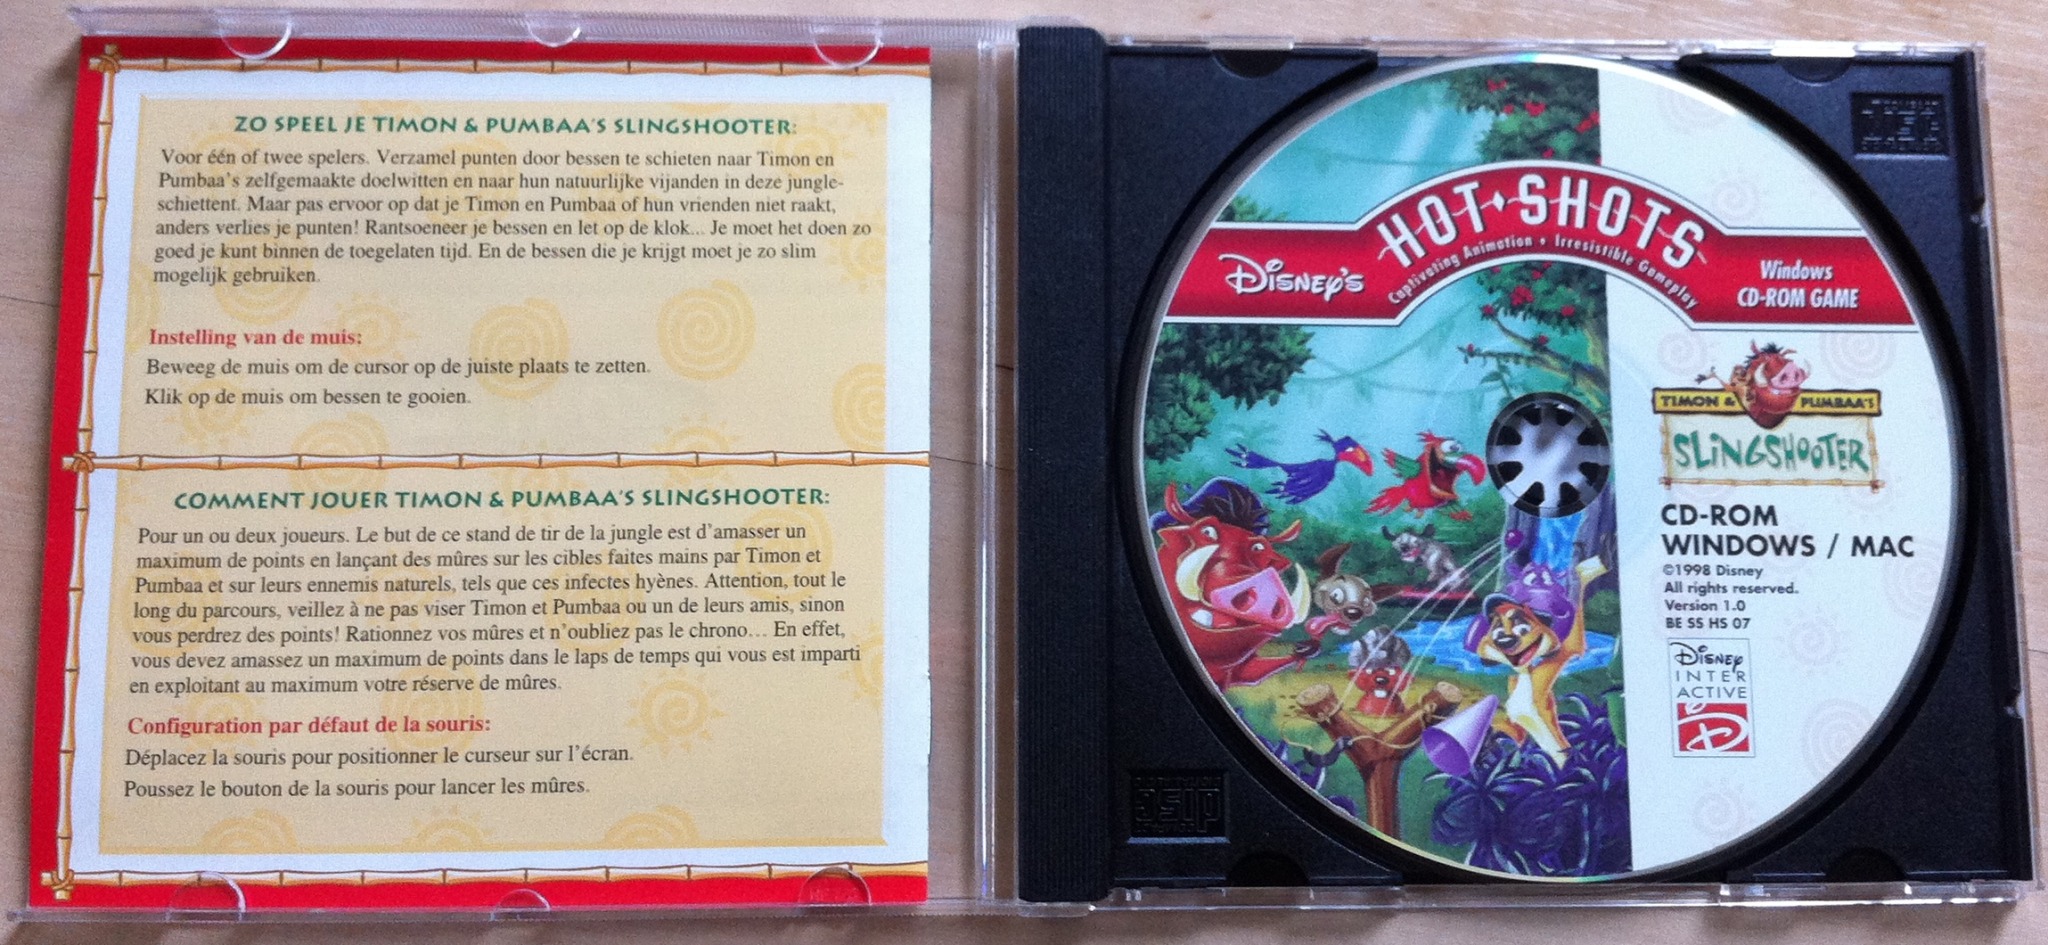 ZO SPEEL JE TIMON & PUMBAA'S SLINGSHOOTER:
Voor één of twee spelers. Verzamel punten door bessen te schieten naar Timon en
Pumbaa's zelfgemaakte doelwitten en naar hun natuurlijke vijanden in deze jungle-
schiettent. Maar pas ervoor op dat je Timon en Pumbaa of hun vrienden niet raakt,
anders verlies je punten! Rantsoeneer je bessen en let op de klok... Je moet het doen zo
goed je kunt binnen de toegelaten tijd. En de bessen die je krijgt moet je zo slim
mogelijk gebruiken.
Instelling van de muis:
Beweeg de muis om de cursor op de juiste plaats te zetten.
Klik op de muis om bessen te gooien.
COMMENT JOUER TIMON & PUMBAA'S SLINGSHOOTER:
Pour un ou deux joueurs. Le but de ce stand de tir de la jungle est d'amasser un
maximum de points en lançant des mûres sur les cibles faites mains par Timon et
Pumbaa et sur leurs ennemis naturels, tels que ces infectes hyènes. Attention, tout le
long du parcours, veillez à ne pas viser Timon et Pumbaa ou un de leurs amis, sinon
vous perdrez des points! Rationnez vos mûres et n'oubliez pas le chrono... En effet,
vous devez amassez un maximum de points dans le laps de temps qui vous est imparti
en exploitant au maximum votre réserve de mûres.
Configuration par défaut de la souris:
Déplacez la souris pour positionner le curseur sur l'écran.
Poussez le bouton de la souris pour lancer les mûres.
DISNEY'S
HOT•SHOTS
Captivating Animation • Irresistible Gameplay
Windows
CD-ROM GAME
TIMON & PUMBAA'S
SLINGSHOOTER
CD-ROM
WINDOWS / MAC
©1998 Disney
All rights reserved.
Version 1.0
BE SS HS 07
DISNEY
INTER
ACTIVE
D